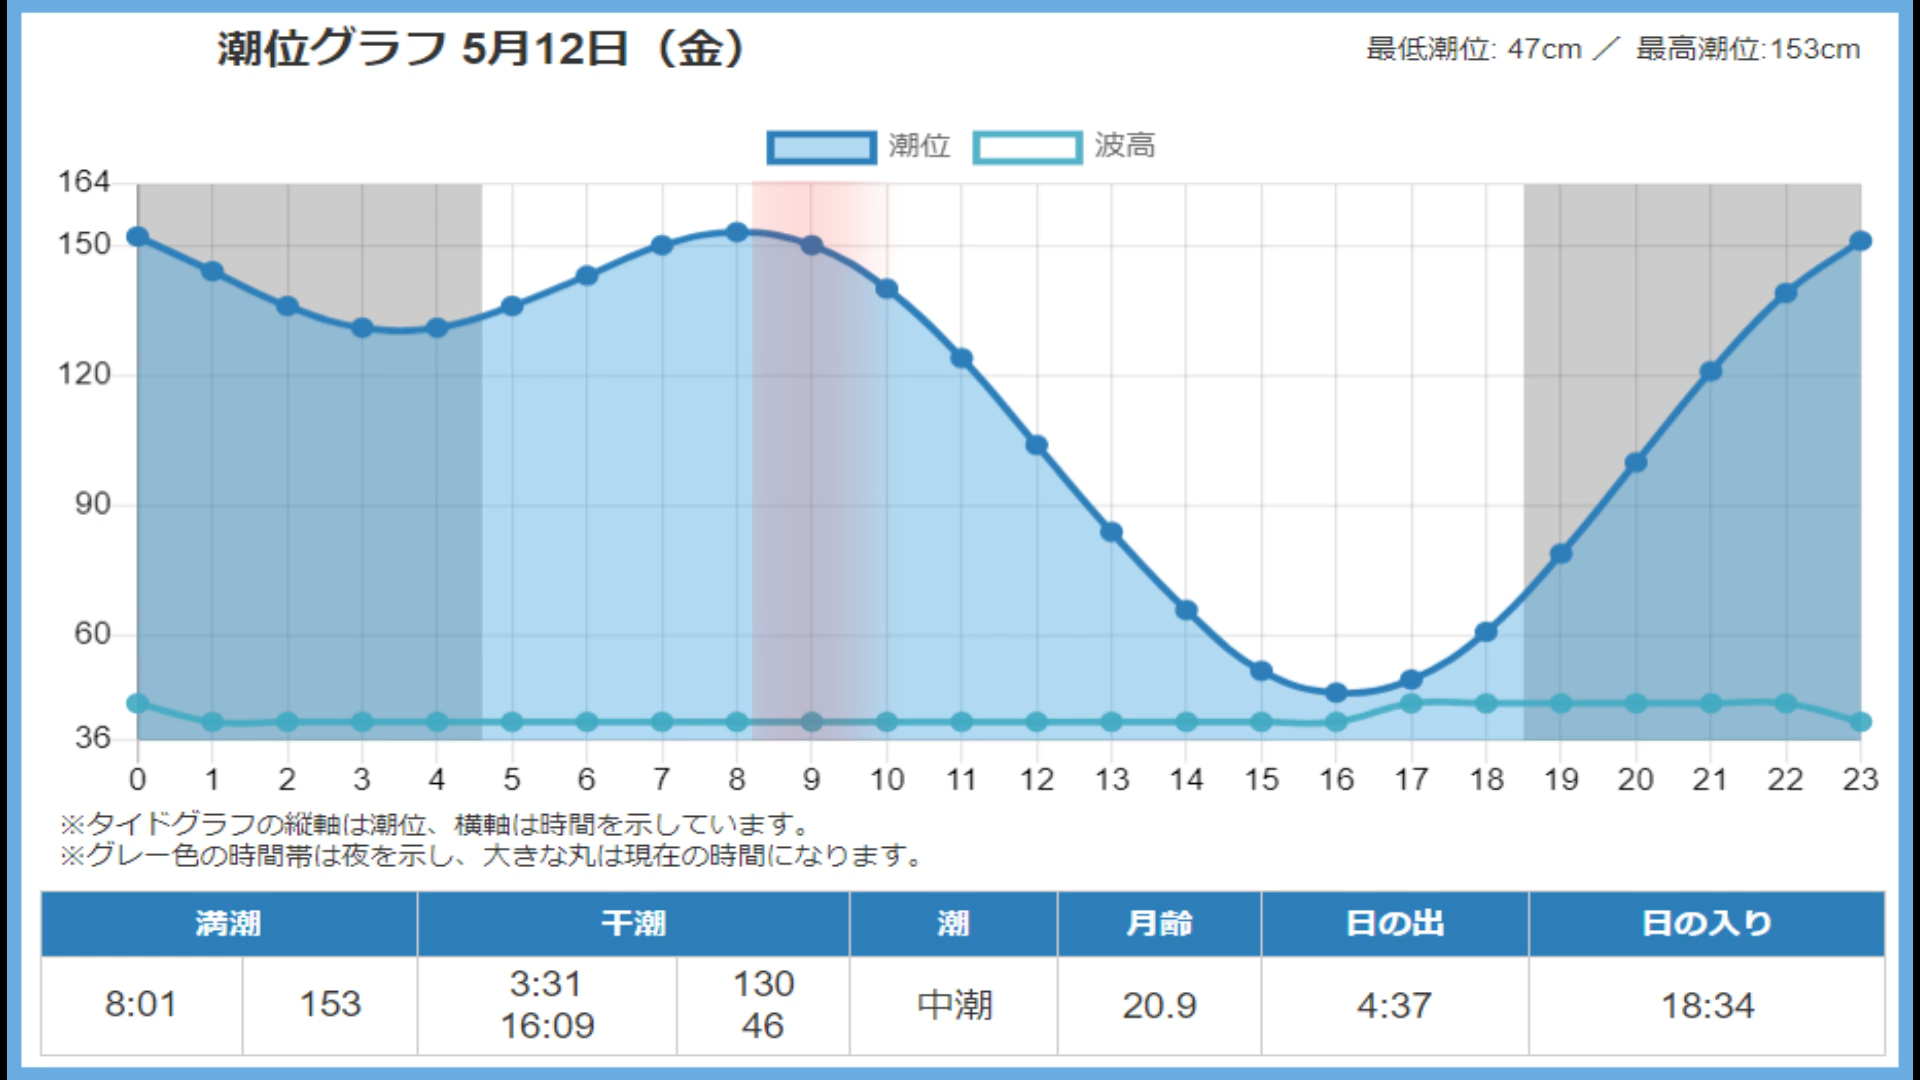 潮位グラフ 5月12日（金）
最低潮位: 47cm ／ 最高潮位:153cm
潮位 波高
164
150
120
90
60
36
0 1 2 3 4 5 6 7 8 9 10 11 12 13 14 15 16 17 18 19 20 21 22 23
※タイドグラフの縦軸は潮位、横軸は時間を示しています。
※グレー色の時間帯は夜を示し、大きな丸は現在の時間になります。
満潮 干潮 潮 月齢 日の出 日の入り
8:01 153 3:31 130 中潮 20.9 4:37 18:34
16:09 46